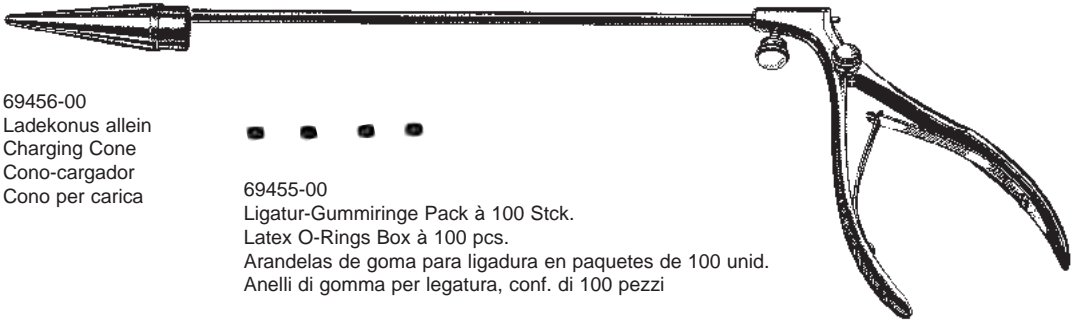 69456-00
Ladekonus allein
Charging Cone
Cono-cargador
Cono per carica
69455-00
Ligatur-Gummiringe Pack à 100 Stck.
Latex O-Rings Box à 100 pcs.
Arandelas de goma para ligadura en paquetes de 100 unid.
Anelli di gomma per legatura, conf. di 100 pezzi